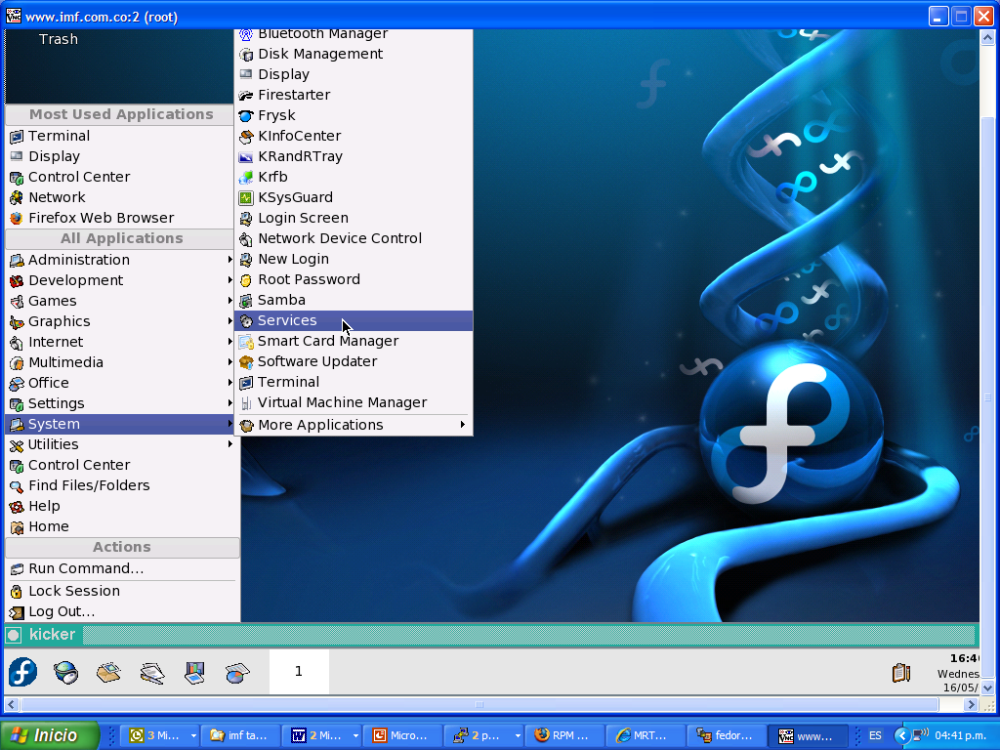 www.imf.com.co:2 (root)
Trash
Most Used Applications
Terminal
Display
Control Center
Network
Firefox Web Browser
All Applications
Administration
Development
Games
Graphics
Internet
Multimedia
Office
Settings
System
Utilities
Control Center
Find Files/Folders
Help
Home
Actions
Run Command...
Lock Session
Log Out...
Bluetooth Manager
Disk Management
Display
Firestarter
Frysk
KInfoCenter
KRandRTray
Krfb
KSysGuard
Login Screen
Network Device Control
New Login
Root Password
Samba
Services
Smart Card Manager
Software Updater
Terminal
Virtual Machine Manager
More Applications
kicker
1
16:4
Wednes
16/05/
Inicio
3 Mi...
imf ta...
2 Mi...
Micro...
2 p...
RPM ...
MRT...
fedor...
www...
ES
04:41 p.m.